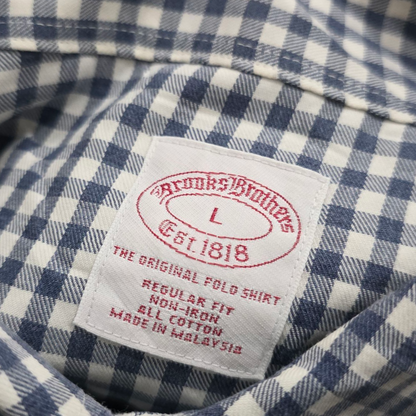 Brooks Brothers
L
Est 1818
THE ORIGINAL POLO SHIRT
REGULAR FIT
NON-IRON
ALL COTTON
MADE IN MALAYSIA